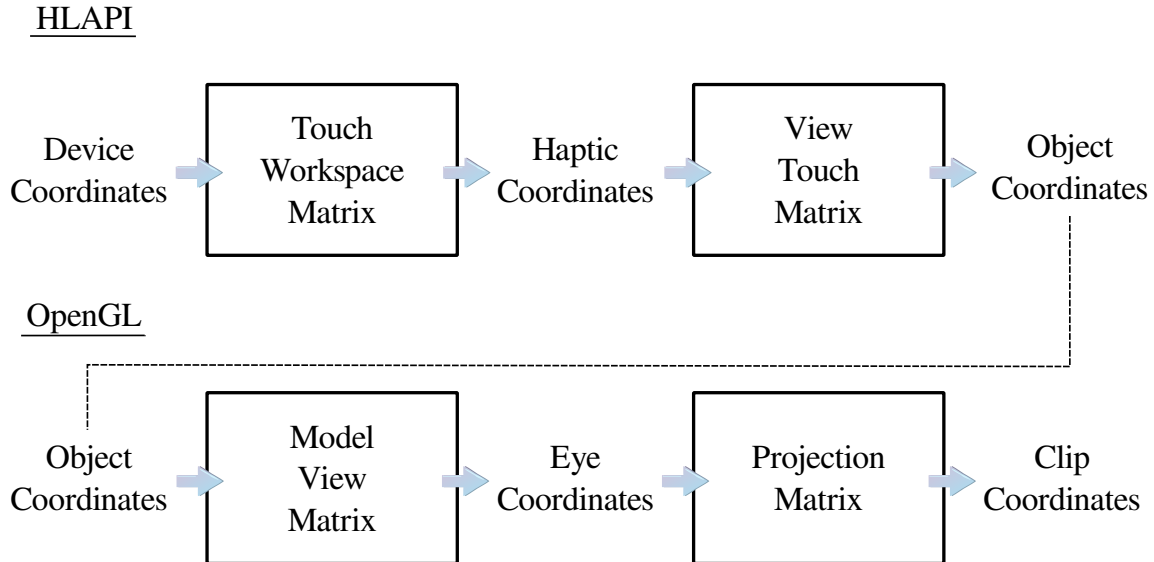 HLAPI
Device
Coordinates
Touch
Workspace
Matrix
Haptic
Coordinates
View
Touch
Matrix
Object
Coordinates
OpenGL
Object
Coordinates
Model
View
Matrix
Eye
Coordinates
Projection
Matrix
Clip
Coordinates